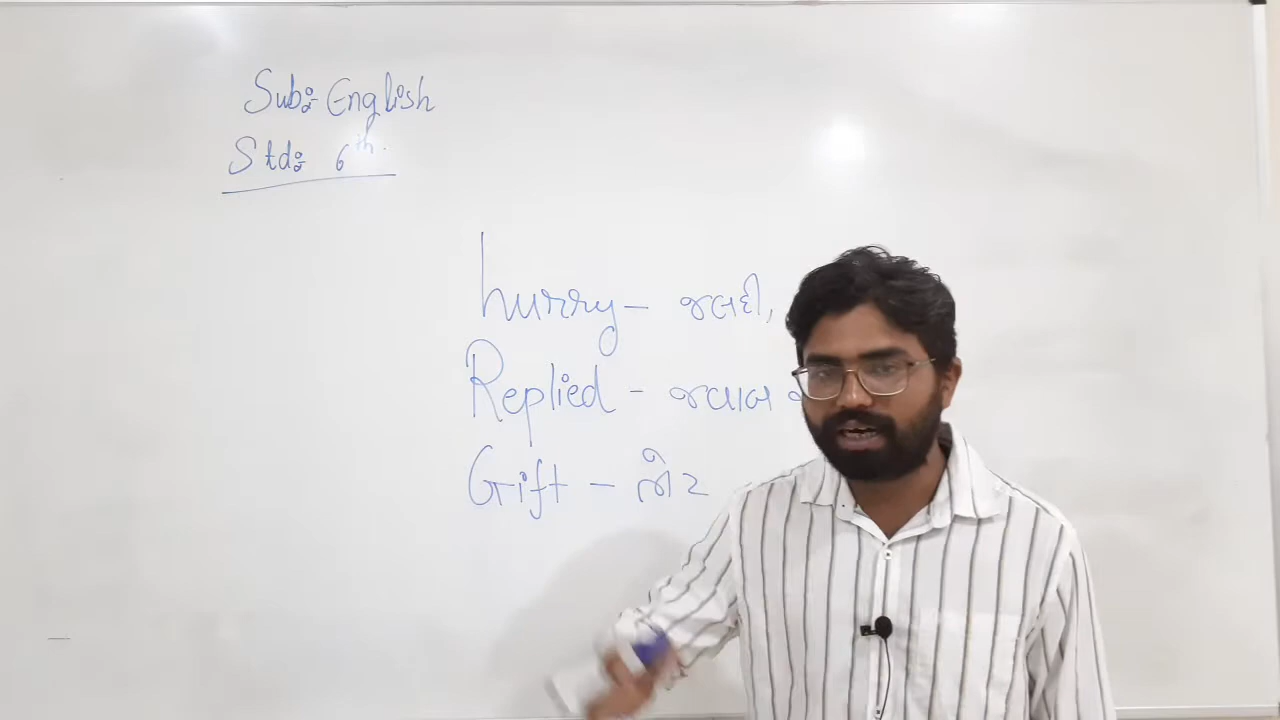 Sub:- English
Std:- 6th.
hurry - જલદી,
Replied - જવાબ
Gift - ભેટ